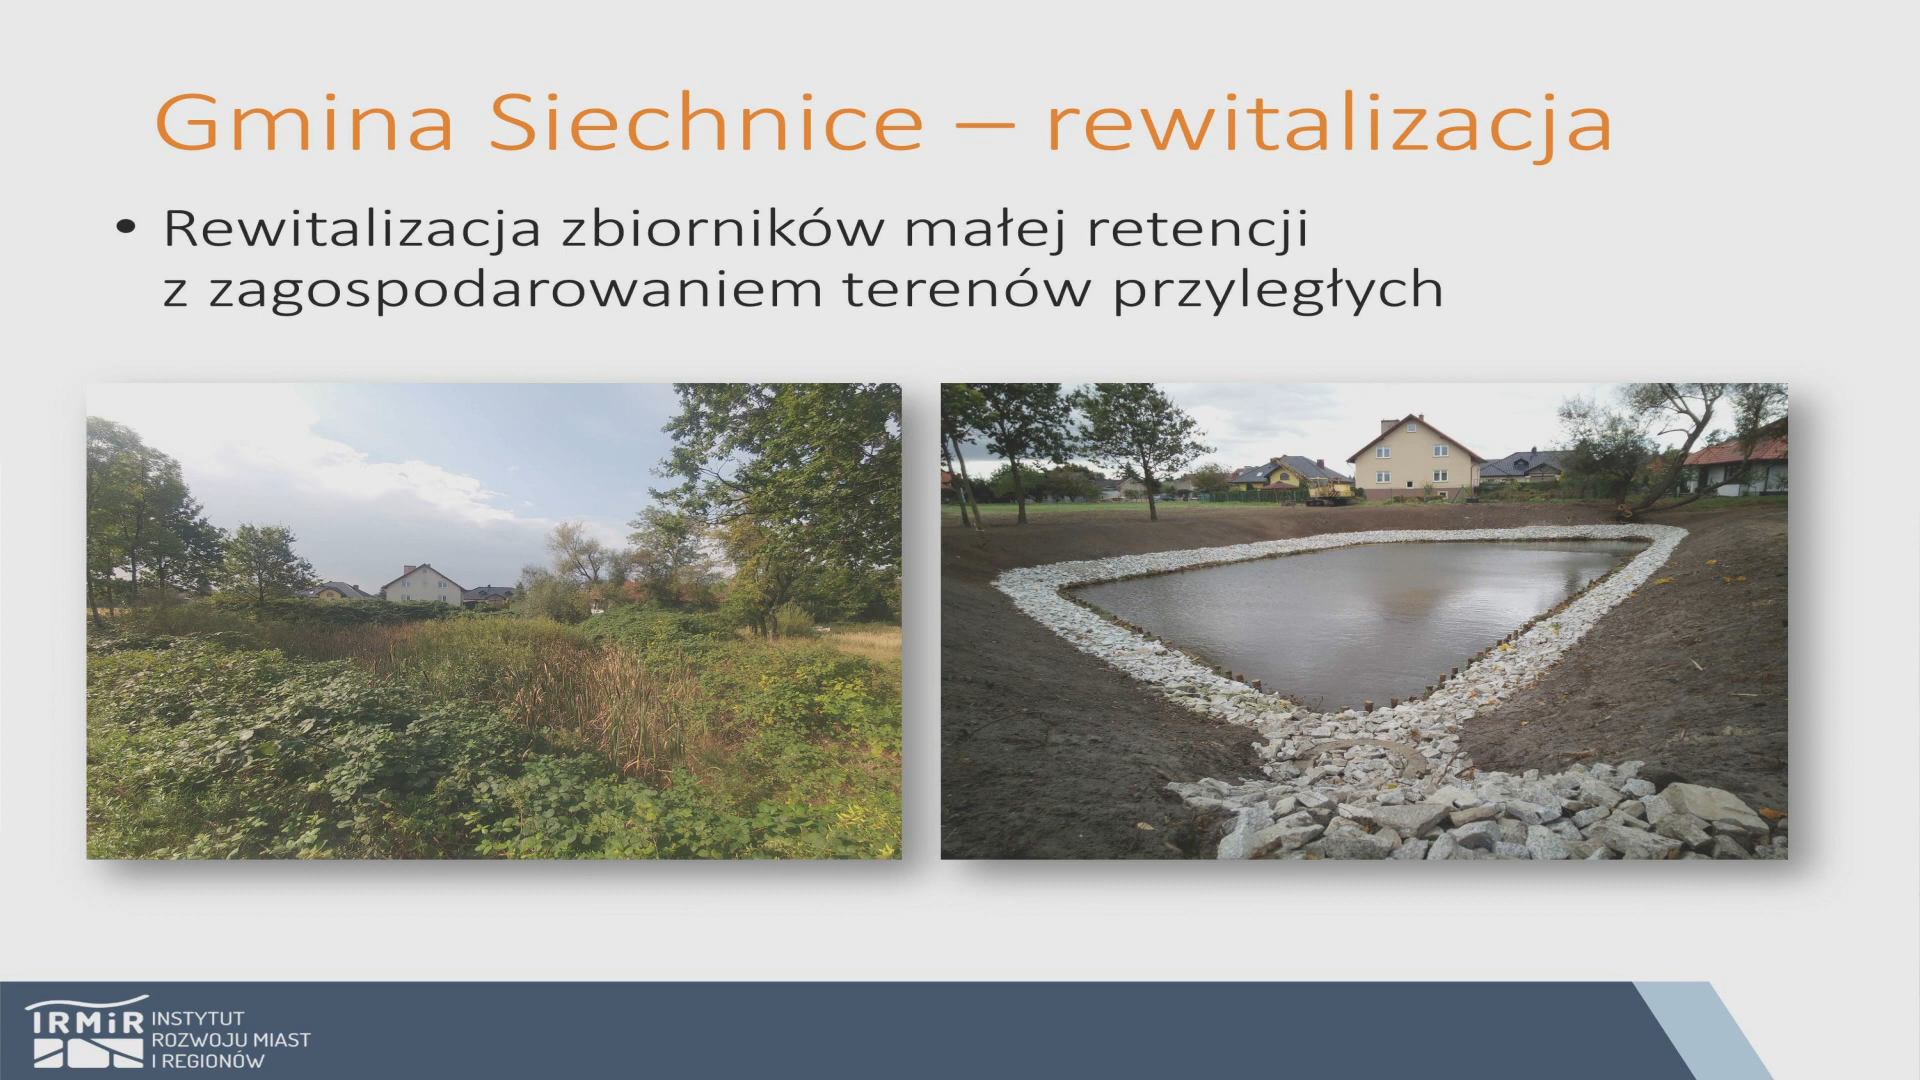 Gmina Siechnice – rewitalizacja
• Rewitalizacja zbiorników małej retencji
z zagospodarowaniem terenów przyległych
IRMiR
INSTYTUT
ROZWOJU MIAST
I REGIONÓW